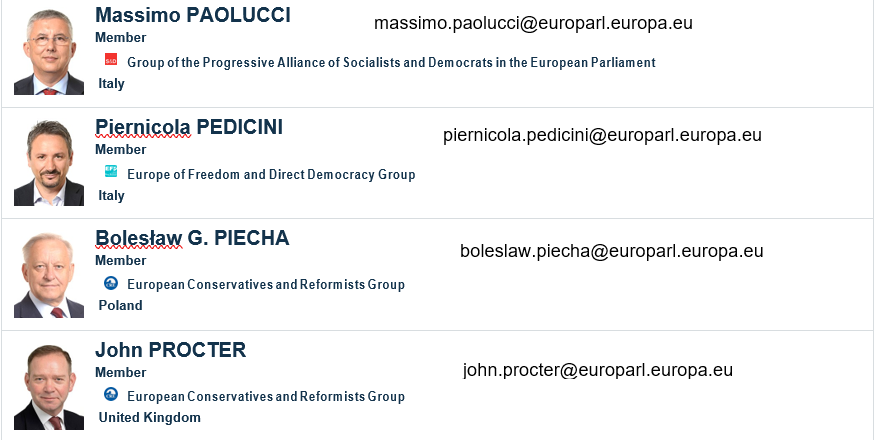 Massimo PAOLUCCI
massimo.paolucci@europarl.europa.eu
Member
S&D Group of the Progressive Alliance of Socialists and Democrats in the European Parliament
Italy
Piernicola PEDICINI
piernicola.pedicini@europarl.europa.eu
Member
Europe of Freedom and Direct Democracy Group
Italy
Bolesław G. PIECHA
boleslaw.piecha@europarl.europa.eu
Member
European Conservatives and Reformists Group
Poland
John PROCTER
john.procter@europarl.europa.eu
Member
European Conservatives and Reformists Group
United Kingdom